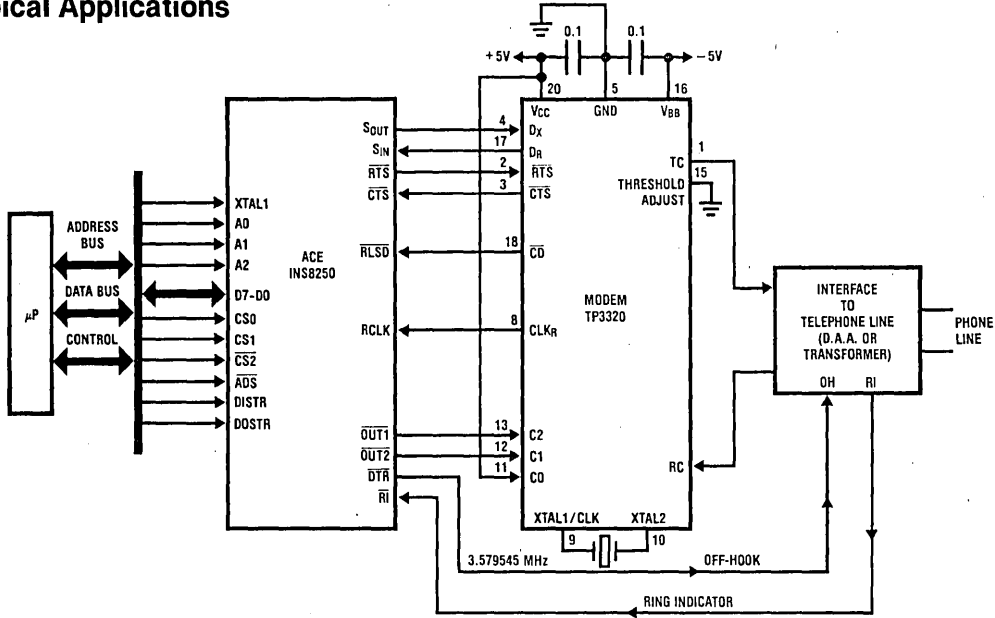 ical Applications
0.1
0.1
+5V
−5V
20
5
16
VCC
GND
VBB
SOUT
4
DX
SIN
17
DR
RTS
2
RTS
CTS
3
CTS
TC
1
15
THRESHOLD
ADJUST
XTAL1
A0
A1
A2
D7-D0
CS0
CS1
CS2
ADS
DISTR
DOSTR
ADDRESS
BUS
DATA BUS
CONTROL
μP
ACE
INS8250
RLSD
18
CD
RCLK
8
CLKR
MODEM
TP3320
INTERFACE
TO
TELEPHONE LINE
(D.A.A. OR
TRANSFORMER)
OH
RI
PHONE
LINE
OUT1
13
C2
OUT2
12
C1
DTR
11
C0
RI
RC
XTAL1/CLK
XTAL2
9
10
3.579545 MHz
OFF-HOOK
RING INDICATOR